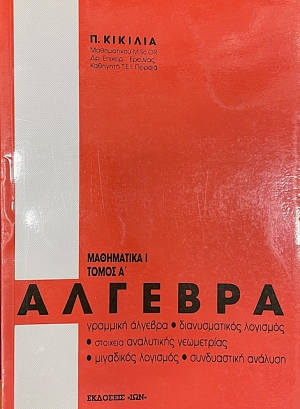 Π. ΚΙΚΙΛΙΑ
Μαθηματικού M.Sc.OR
Δρ. Επιχειρ. Έρευνας
Καθηγητή Τ.Ε.Ι. Πειραιά
ΜΑΘΗΜΑΤΙΚΑ Ι
ΤΟΜΟΣ Α΄
ΑΛΓΕΒΡΑ
γραμμική άλγεβρα • διανυσματικός λογισμός
• στοιχεία αναλυτικής γεωμετρίας
• μιγαδικός λογισμός • συνδυαστική ανάλυση
ΕΚΔΟΣΕΙΣ «ΙΩΝ»